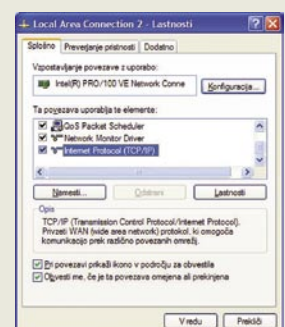 Local Area Connection 2 - Lastnosti
Splošno Preverjanje pristnosti Dodatno
Vzpostavljanje povezave z uporabo:
Intel(R) PRO/100 VE Network Conne
Konfiguracija...
Ta povezava uporablja te elemente:
QoS Packet Scheduler
Network Monitor Driver
Internet Protocol (TCP/IP)
Namesti... Odstrani Lastnosti
Opis
TCP/IP (Transmission Control Protocol/Internet Protocol).
Privzeti WAN (wide area network) protokol, ki omogoča
komunikacijo prek različno povezanih omrežij.
Pri povezavi prikaži ikono v področju za obvestila
Obvesti me, če je ta povezava omejena ali prekinjena
V redu Prekliči